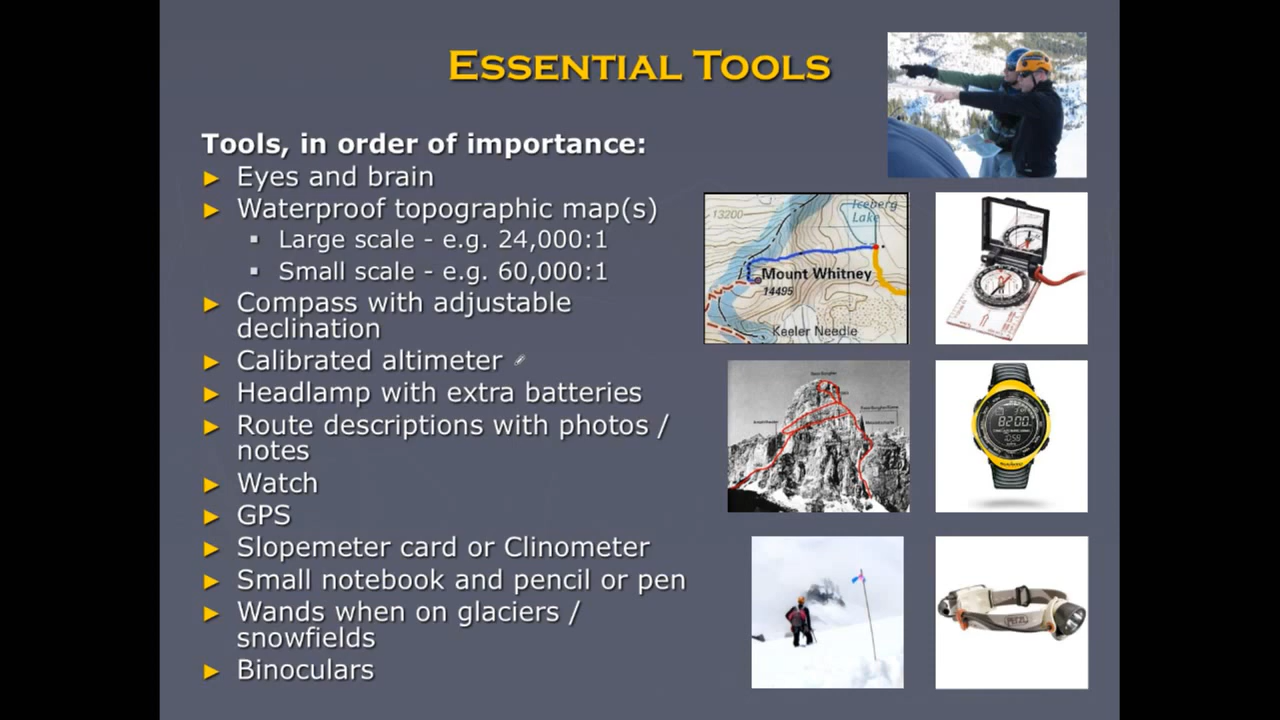 Essential Tools
Tools, in order of importance:
► Eyes and brain
► Waterproof topographic map(s)
▪ Large scale - e.g. 24,000:1
▪ Small scale - e.g. 60,000:1
► Compass with adjustable
declination
► Calibrated altimeter
► Headlamp with extra batteries
► Route descriptions with photos /
notes
► Watch
► GPS
► Slopemeter card or Clinometer
► Small notebook and pencil or pen
► Wands when on glaciers /
snowfields
► Binoculars
13200
Iceberg
Lake
Mount Whitney
14495
Keeler Needle
8200
1058
PETZL